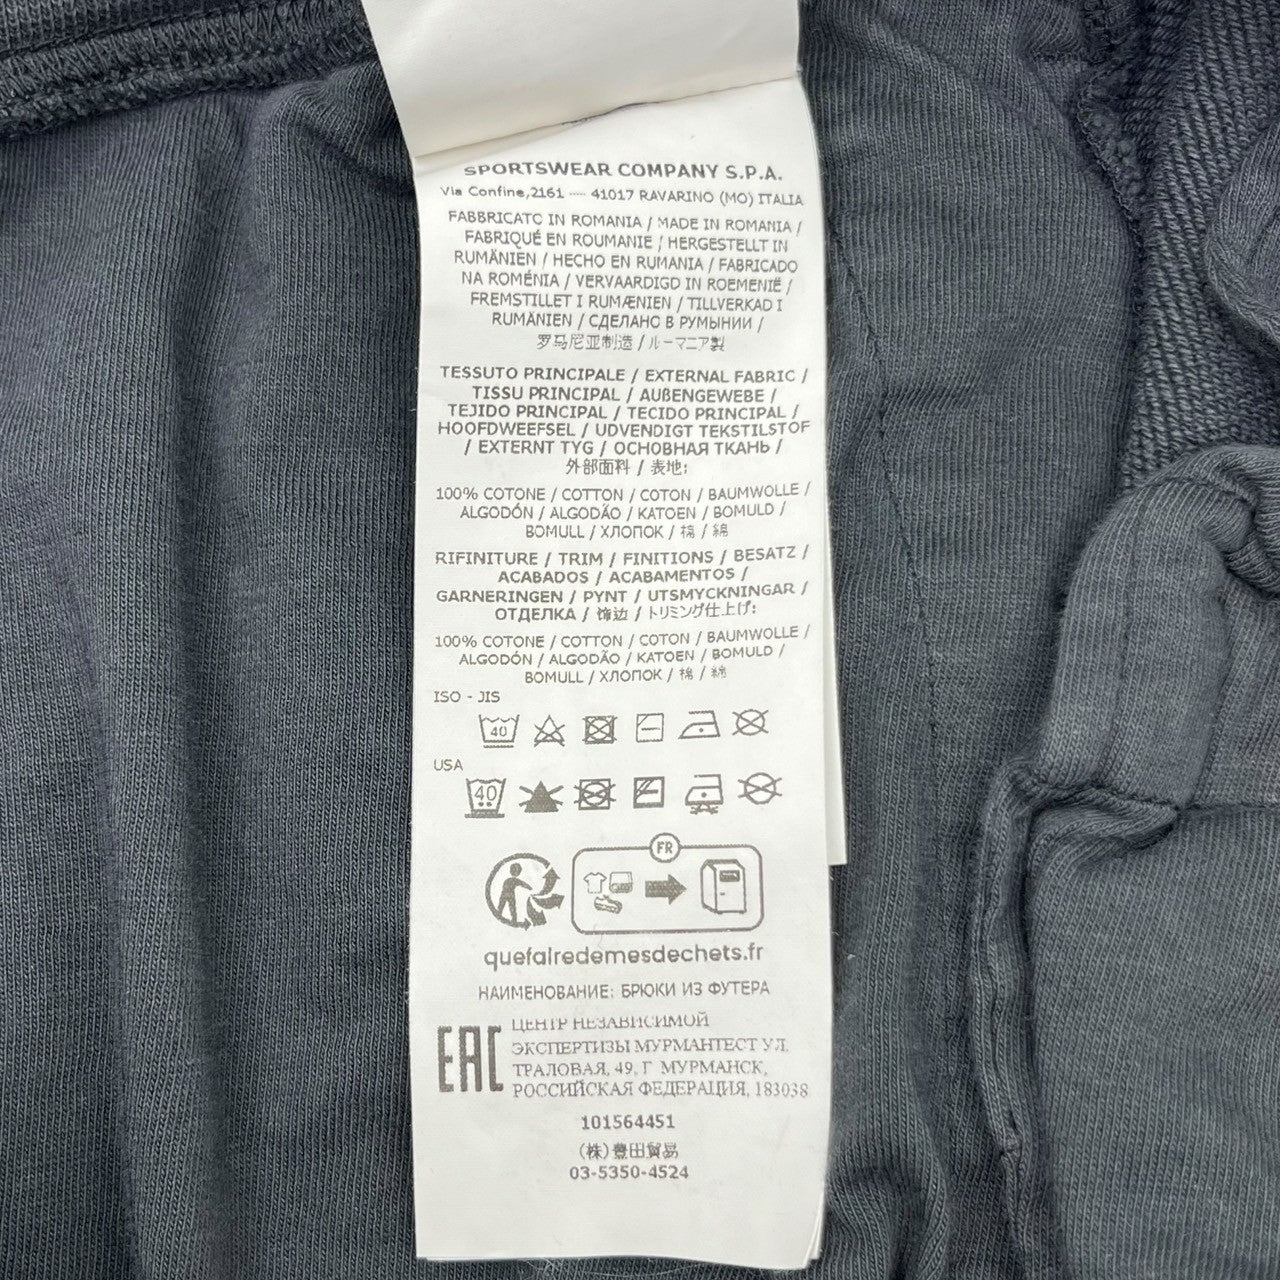 SPORTSWEAR COMPANY S.P.A.
Via Confine,2161 — 41017 RAVARINO (MO) ITALIA
FABBRICATO IN ROMANIA / MADE IN ROMANIA /
FABRIQUÉ EN ROUMANIE / HERGESTELLT IN
RUMÄNIEN / HECHO EN RUMANIA / FABRICADO
NA ROMÉNIA / VERVAARDIGD IN ROEMENIË /
FREMSTILLET I RUMÆNIEN / TILLVERKAD I
RUMÄNIEN / СДЕЛАНО В РУМЫНИИ /
罗马尼亚制造 / ルーマニア製
TESSUTO PRINCIPALE / EXTERNAL FABRIC /
TISSU PRINCIPAL / AUßENGEWEBE /
TEJIDO PRINCIPAL / TECIDO PRINCIPAL /
HOOFDWEEFSEL / UDVENDIGT TEKSTILSTOF
/ EXTERNT TYG / ОСНОВНАЯ ТКАНЬ /
外部面料 / 表地:
100% COTONE / COTTON / COTON / BAUMWOLLE /
ALGODÓN / ALGODÃO / KATOEN / BOMULD /
BOMULL / ХЛОПОК / 棉 / 綿
RIFINITURE / TRIM / FINITIONS / BESATZ /
ACABADOS / ACABAMENTOS /
GARNERINGEN / PYNT / UTSMYCKNINGAR /
ОТДЕЛКА / 饰边 / トリミング仕上げ:
100% COTONE / COTTON / COTON / BAUMWOLLE /
ALGODÓN / ALGODÃO / KATOEN / BOMULD /
BOMULL / ХЛОПОК / 棉 / 綿
ISO - JIS
40
USA
40
FR
quefairedemesdechets.fr
НАИМЕНОВАНИЕ: БРЮКИ ИЗ ФУТЕРА
EAC
ЦЕНТР НЕЗАВИСИМОЙ
ЭКСПЕРТИЗЫ МУРМАНТЕСТ УЛ.
ТРАЛОВАЯ, 49, Г МУРМАНСК,
РОССИЙСКАЯ ФЕДЕРАЦИЯ, 183038
101564451
(株)豊田貿易
03-5350-4524